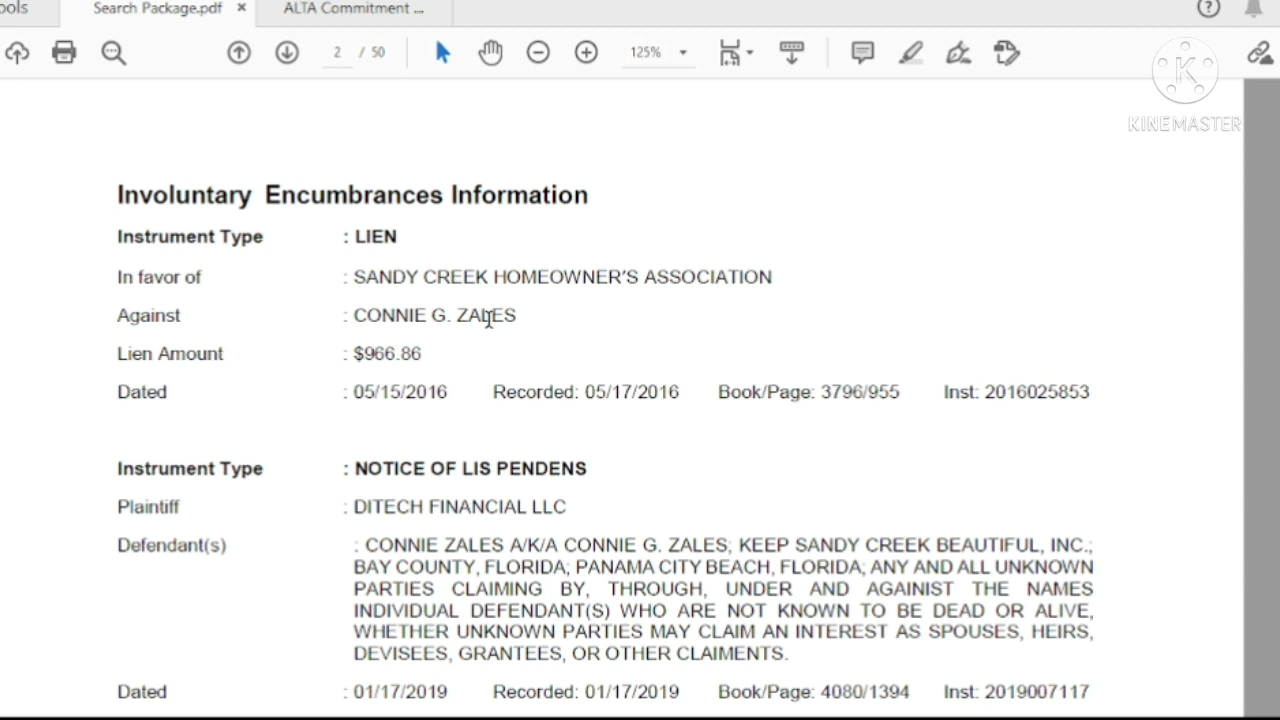 ools Search Package.pdf × ALTA Commitment ...
2 / 50 125%
K
KINEMASTER
Involuntary Encumbrances Information
Instrument Type : LIEN
In favor of : SANDY CREEK HOMEOWNER'S ASSOCIATION
Against : CONNIE G. ZALES
Lien Amount : $966.86
Dated : 05/15/2016 Recorded: 05/17/2016 Book/Page: 3796/955 Inst: 2016025853
Instrument Type : NOTICE OF LIS PENDENS
Plaintiff : DITECH FINANCIAL LLC
Defendant(s) : CONNIE ZALES A/K/A CONNIE G. ZALES; KEEP SANDY CREEK BEAUTIFUL, INC.;
BAY COUNTY, FLORIDA; PANAMA CITY BEACH, FLORIDA; ANY AND ALL UNKNOWN
PARTIES CLAIMING BY, THROUGH, UNDER AND AGAINIST THE NAMES
INDIVIDUAL DEFENDANT(S) WHO ARE NOT KNOWN TO BE DEAD OR ALIVE,
WHETHER UNKNOWN PARTIES MAY CLAIM AN INTEREST AS SPOUSES, HEIRS,
DEVISEES, GRANTEES, OR OTHER CLAIMENTS.
Dated : 01/17/2019 Recorded: 01/17/2019 Book/Page: 4080/1394 Inst: 2019007117